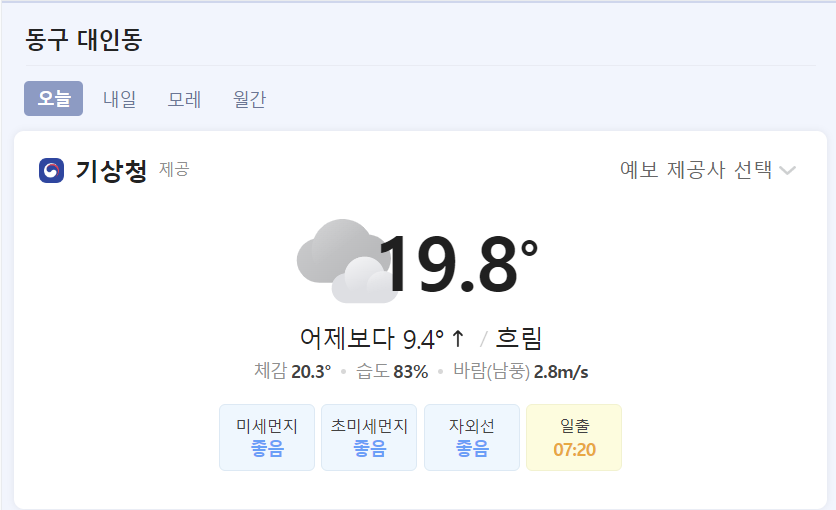 동구 대인동
오늘 내일 모레 월간
기상청 제공 예보 제공사 선택
19.8°
어제보다 9.4° ↑ / 흐림
체감 20.3° • 습도 83% • 바람(남풍) 2.8m/s
미세먼지 초미세먼지 자외선 일출
좋음 좋음 좋음 07:20